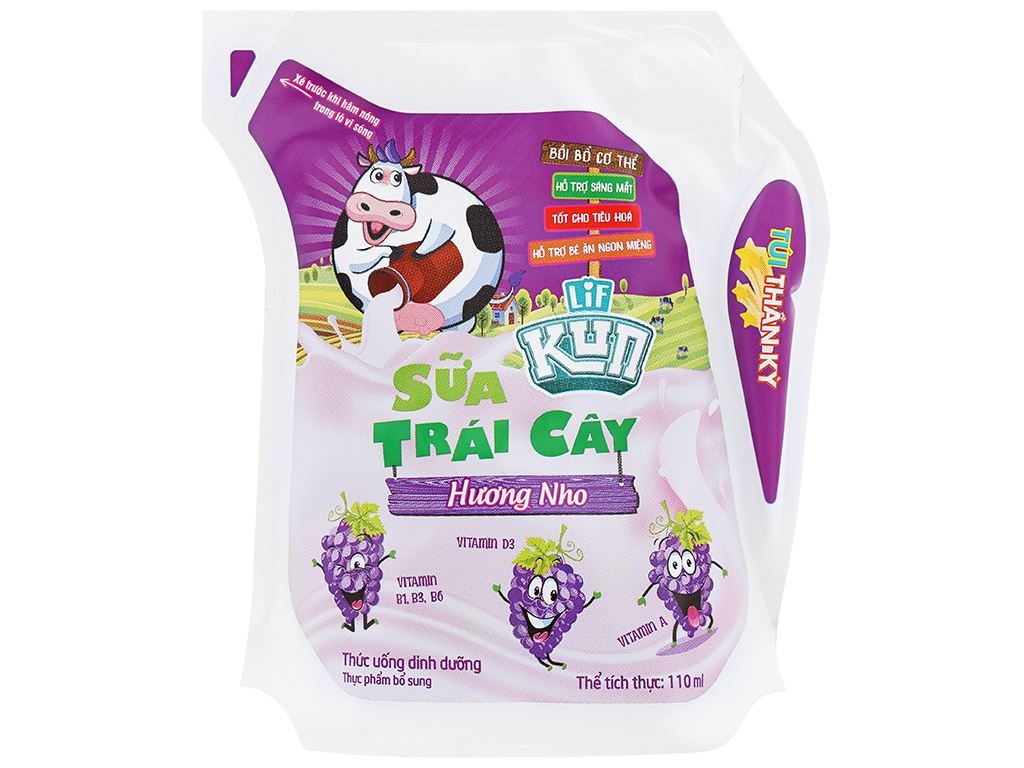 Xé trước khi hâm nóng
trong lò vi sóng
BỒI BỔ CƠ THỂ
HỖ TRỢ SÁNG MẮT
TỐT CHO TIÊU HOÁ
HỖ TRỢ BÉ ĂN NGON MIỆNG
TÚI THẦN KỲ
LiF
KUN
SỮA
TRÁI CÂY
Hương Nho
VITAMIN D3
VITAMIN
B1, B3, B6
VITAMIN A
Thức uống dinh dưỡng
Thực phẩm bổ sung
Thể tích thực: 110 ml